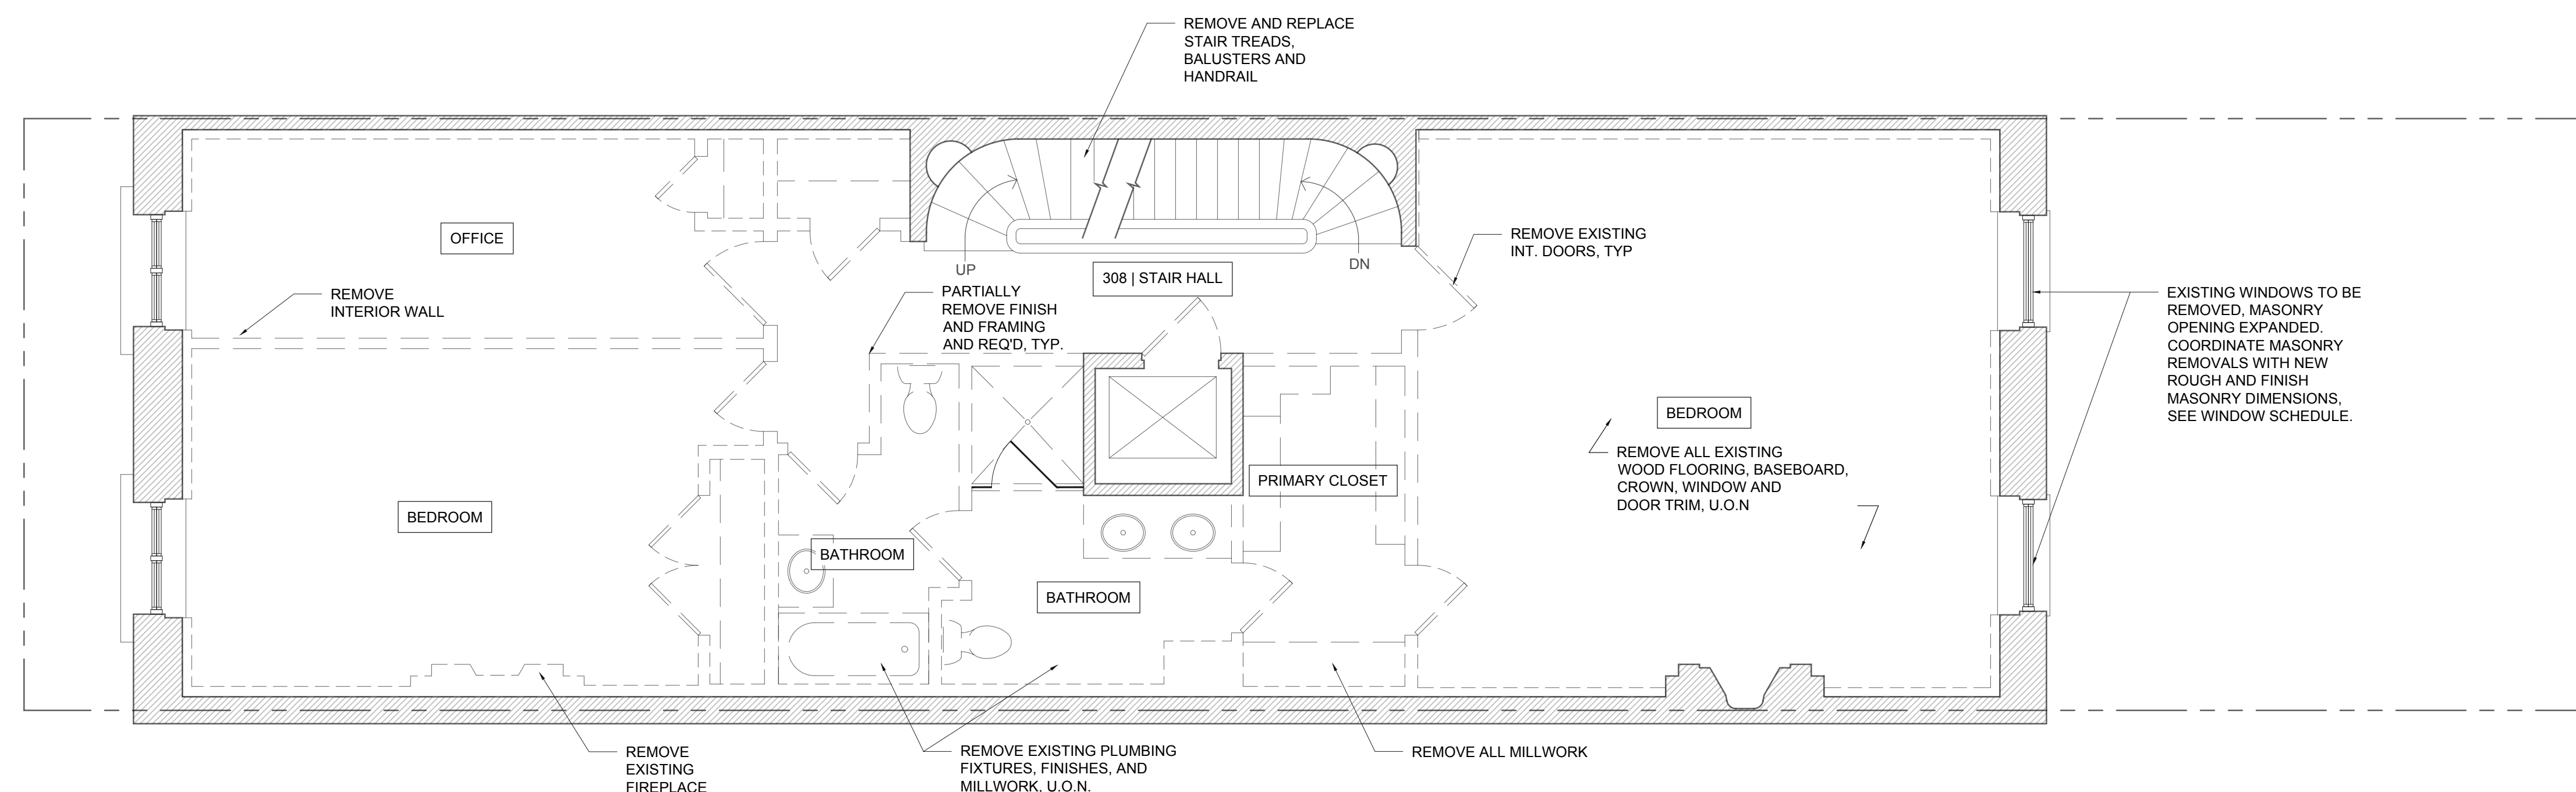 REMOVE AND REPLACE
STAIR TREADS,
BALUSTERS AND
HANDRAIL
OFFICE
REMOVE EXISTING
INT. DOORS, TYP
UP
DN
308 | STAIR HALL
REMOVE
INTERIOR WALL
PARTIALLY
REMOVE FINISH
AND FRAMING
AND REQ'D, TYP.
EXISTING WINDOWS TO BE
REMOVED, MASONRY
OPENING EXPANDED.
COORDINATE MASONRY
REMOVALS WITH NEW
ROUGH AND FINISH
MASONRY DIMENSIONS,
SEE WINDOW SCHEDULE.
BEDROOM
REMOVE ALL EXISTING
WOOD FLOORING, BASEBOARD,
CROWN, WINDOW AND
DOOR TRIM, U.O.N
PRIMARY CLOSET
BEDROOM
BATHROOM
BATHROOM
REMOVE
EXISTING
FIREPLACE
REMOVE EXISTING PLUMBING
FIXTURES, FINISHES, AND
MILLWORK. U.O.N.
REMOVE ALL MILLWORK